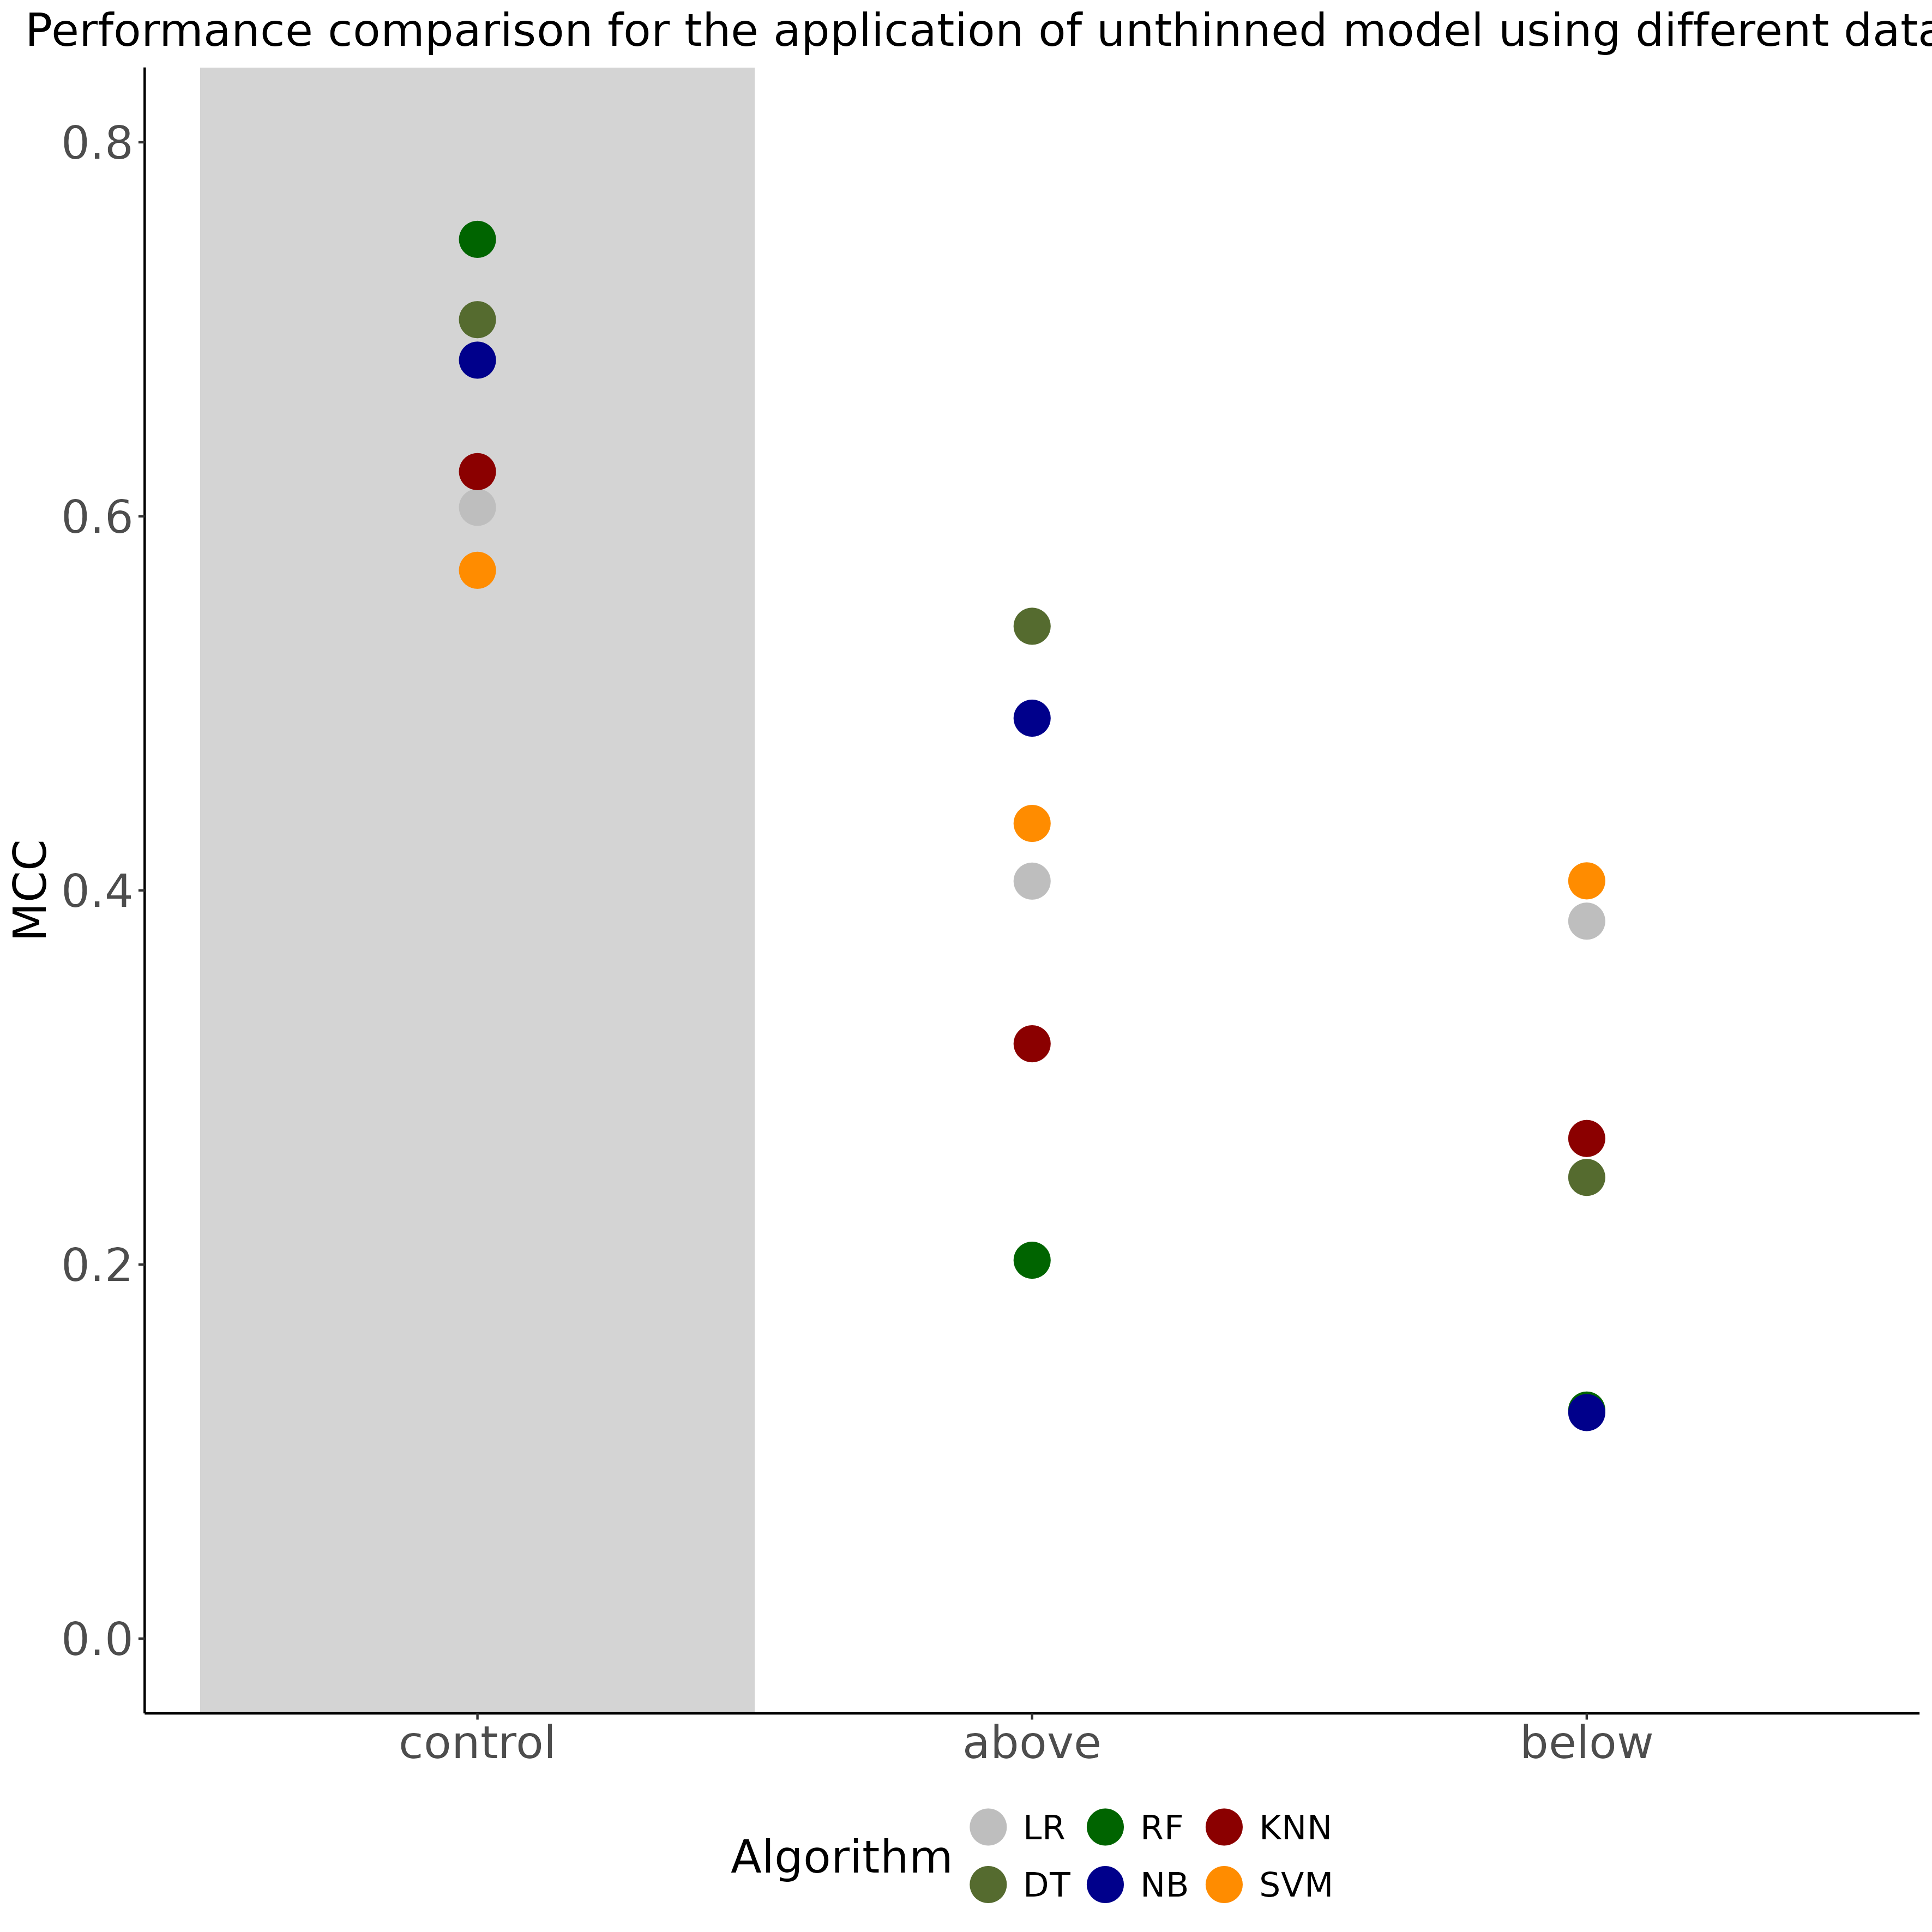 Performance comparison for the application of unthinned model using different data
0.8
0.6
0.4
0.2
0.0
MCC
control above below
Algorithm
LR RF KNN
DT NB SVM